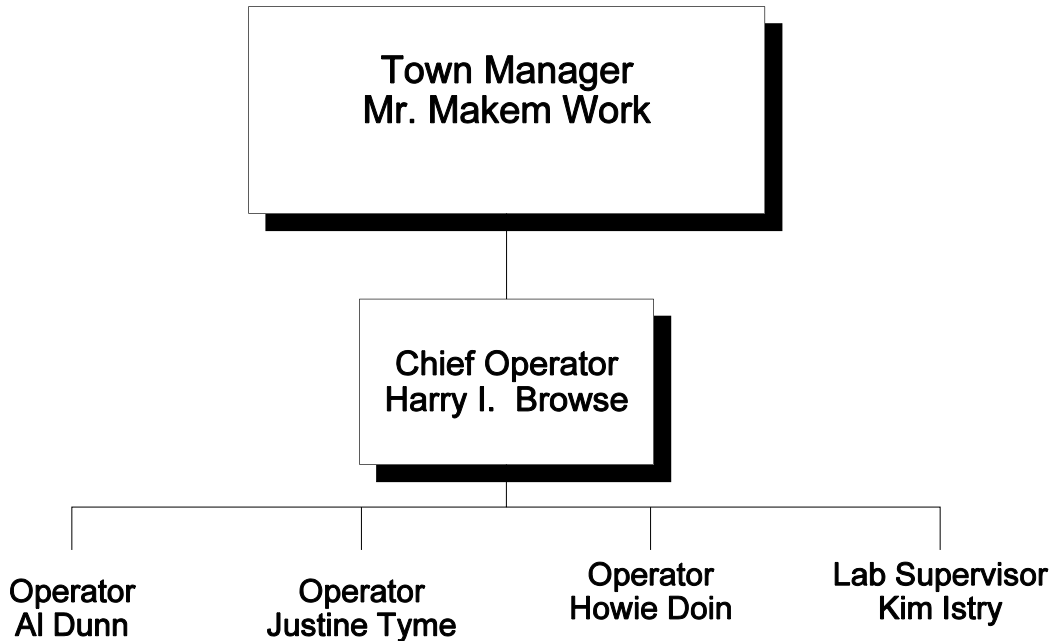 Town Manager
Mr. Makem Work
Chief Operator
Harry I.  Browse
Operator
Al Dunn
Operator
Justine Tyme
Operator
Howie Doin
Lab Supervisor
Kim Istry